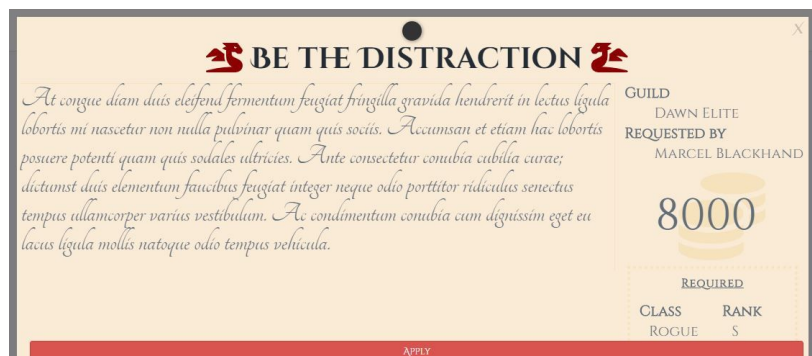 X
Be the Distraction
At congue diam duis eleifend fermentum feugiat fringilla gravida hendrerit in lectus ligula
lobortis mi nascetur non nulla pulvinar quam quis sociis. Accumsan et etiam hac lobortis
posuere potenti quam quis sodales ultricies. Ante consectetur conubia cubilia curae;
dictumst duis elementum faucibus feugiat integer neque odio porttitor ridiculus senectus
tempus ullamcorper varius vestibulum. Ac condimentum conubia cum dignissim eget eu
lacus ligula mollis natoque odio tempus vehicula.
Guild
Dawn Elite
Requested by
Marcel Blackhand
8000
Required
Class Rank
Rogue S
Apply